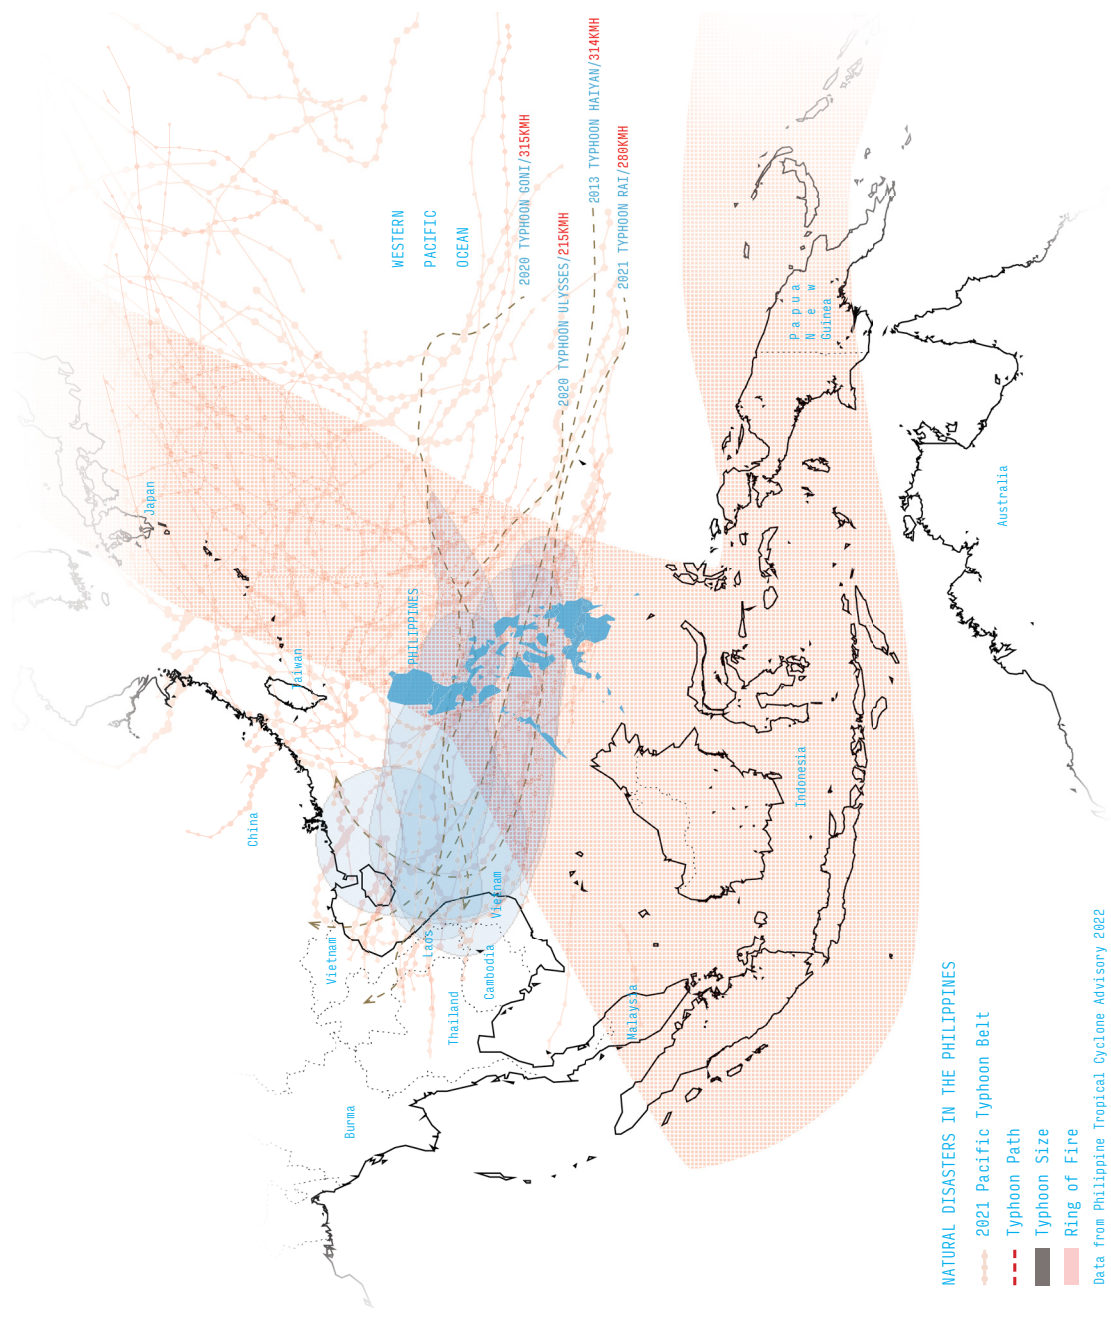 Japan
China
Taiwan
Vietnam
Burma
WESTERN
PACIFIC
OCEAN
PHILIPPINES
Laos
Thailand
Cambodia
Vietnam
2020 TYPHOON GONI/315KMH
2020 TYPHOON ULYSSES/215KMH
2013 TYPHOON HAIYAN/314KMH
2021 TYPHOON RAI/280KMH
Malaysia
Indonesia
Papua
New
Guinea
Australia
NATURAL DISASTERS IN THE PHILIPPINES
2021 Pacific Typhoon Belt
Typhoon Path
Typhoon Size
Ring of Fire
Data from Philippine Tropical Cyclone Advisory 2022